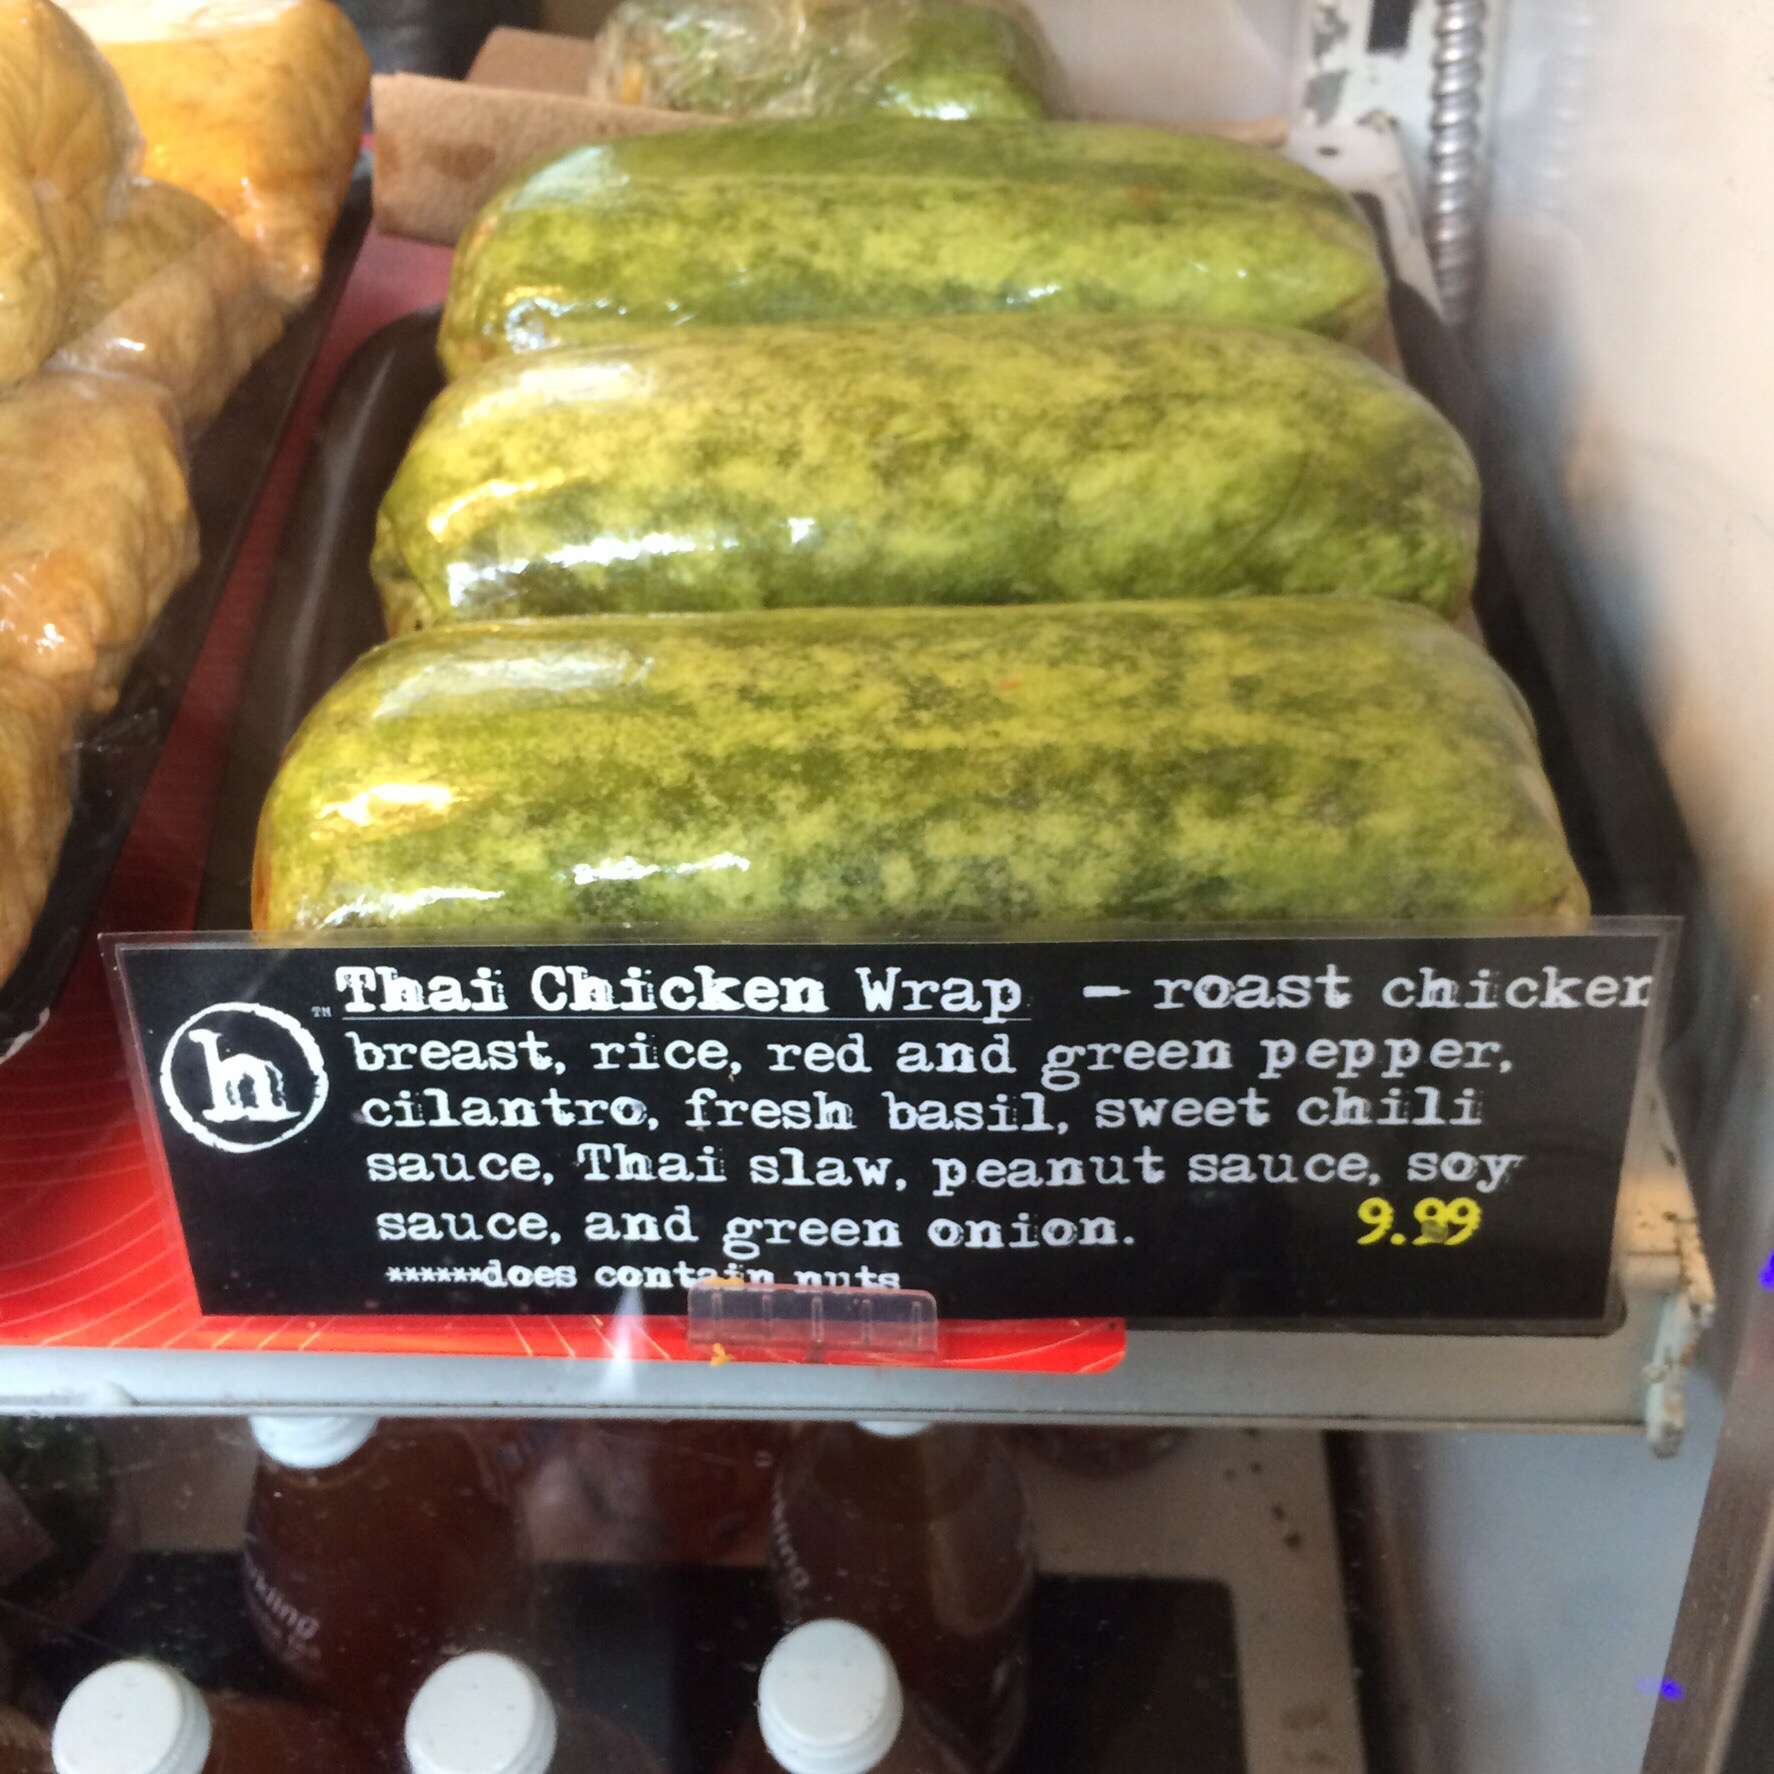 Thai Chicken Wrap - roast chicken
breast, rice, red and green pepper,
cilantro, fresh basil, sweet chili
sauce, Thai slaw, peanut sauce, soy
sauce, and green onion. 9.99
******does contain nuts
h
TM